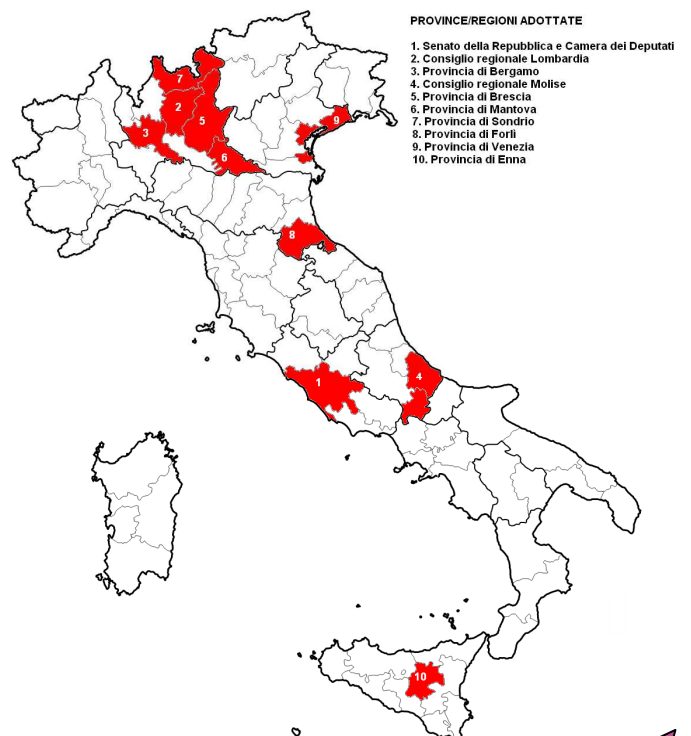 PROVINCE/REGIONI ADOTTATE
1. Senato della Repubblica e Camera dei Deputati
2. Consiglio regionale Lombardia
3. Provincia di Bergamo
4. Consiglio regionale Molise
5. Provincia di Brescia
6. Provincia di Mantova
7. Provincia di Sondrio
8. Provincia di Forlì
9. Provincia di Venezia
10. Provincia di Enna
7
2
3
5
6
9
8
1
4
10